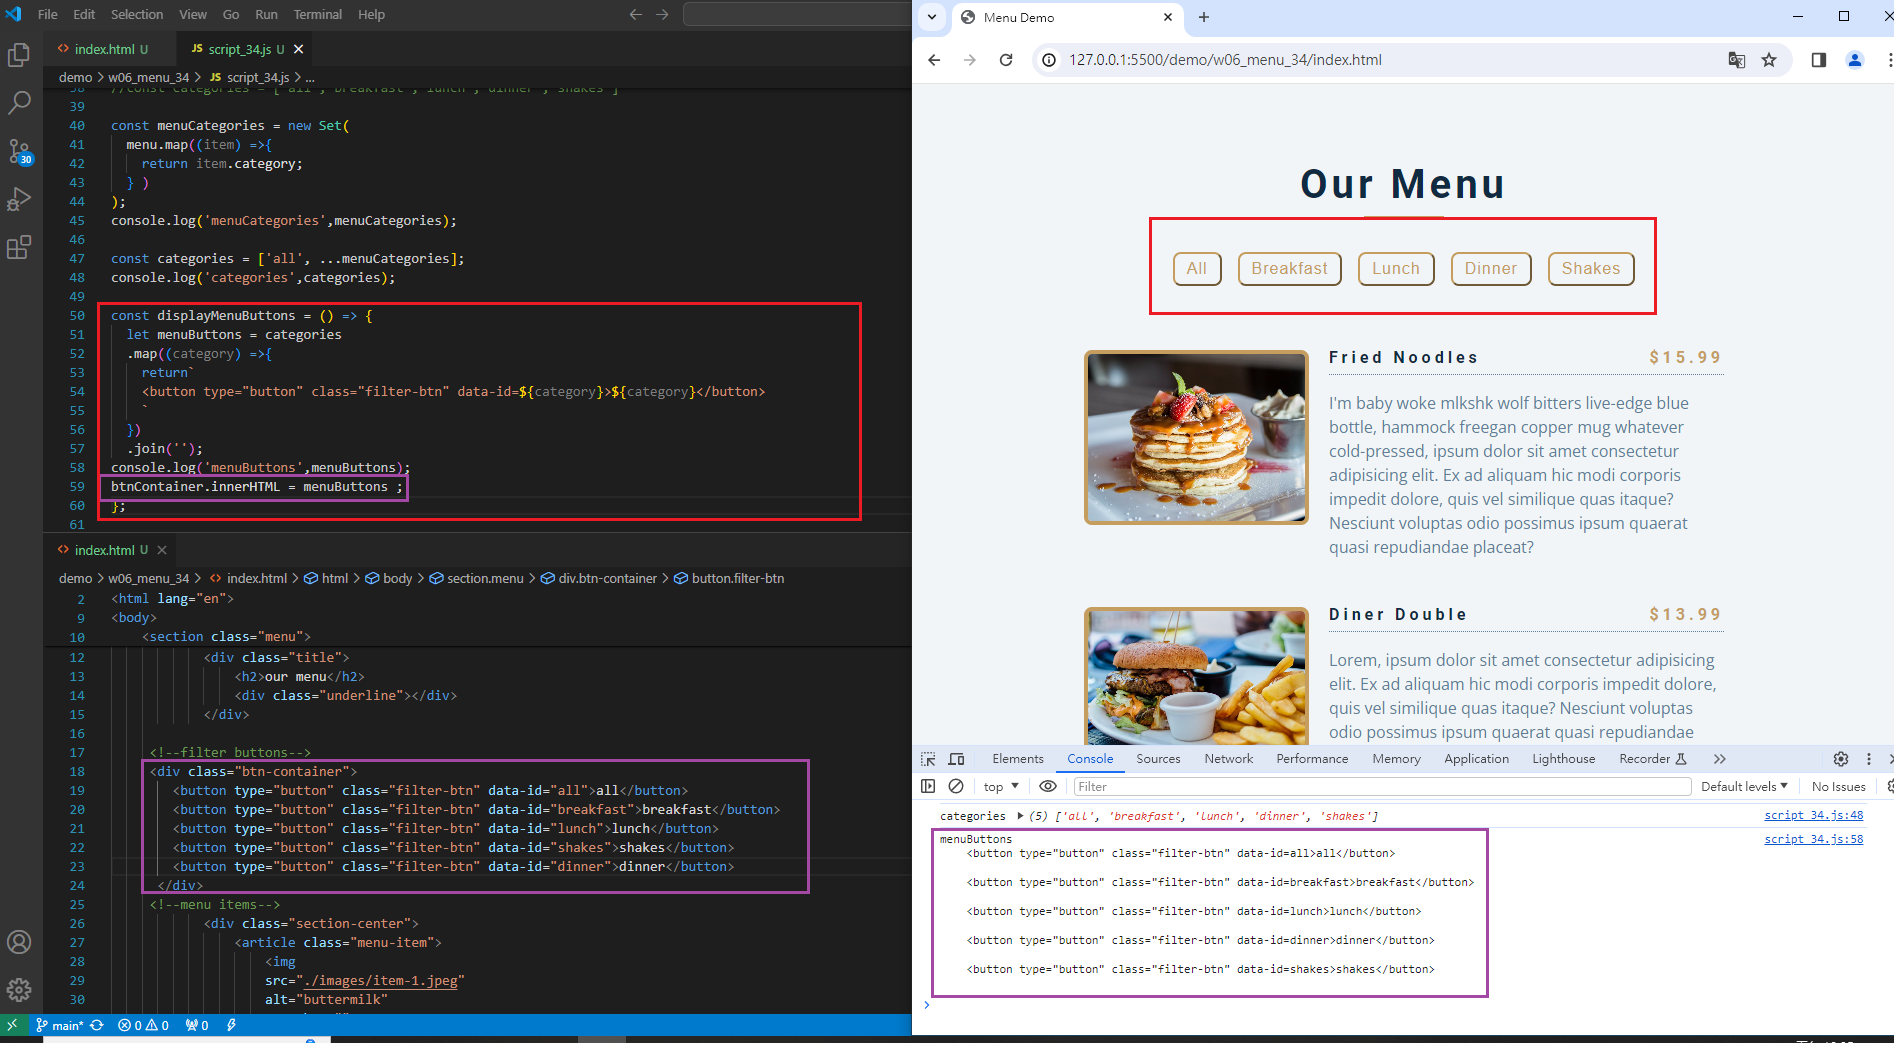 File Edit Selection View Go Run Terminal Help
index.html U
JS script_34.js U
demo > w06_menu_34 > JS script_34.js > ...
38 //const categories = ['all', 'breakfast', 'lunch', 'dinner', 'shakes']
39
40 const menuCategories = new Set(
41 menu.map((item) =>{
42 return item.category;
43 } )
44 );
45 console.log('menuCategories',menuCategories);
46
47 const categories = ['all', ...menuCategories];
48 console.log('categories',categories);
49
50 const displayMenuButtons = () => {
51 let menuButtons = categories
52 .map((category) =>{
53 return`
54 <button type="button" class="filter-btn" data-id=${category}>${category}</button>
55 `
56 })
57 .join('');
58 console.log('menuButtons',menuButtons);
59 btnContainer.innerHTML = menuButtons ;
60 };
61
30
index.html U
demo > w06_menu_34 > index.html > html > body > section.menu > div.btn-container > button.filter-btn
2 <html lang="en">
9 <body>
10 <section class="menu">
12 <div class="title">
13 <h2>our menu</h2>
14 <div class="underline"></div>
15 </div>
16
17 <!--filter buttons-->
18 <div class="btn-container">
19 <button type="button" class="filter-btn" data-id="all">all</button>
20 <button type="button" class="filter-btn" data-id="breakfast">breakfast</button>
21 <button type="button" class="filter-btn" data-id="lunch">lunch</button>
22 <button type="button" class="filter-btn" data-id="shakes">shakes</button>
23 <button type="button" class="filter-btn" data-id="dinner">dinner</button>
24 </div>
25 <!--menu items-->
26 <div class="section-center">
27 <article class="menu-item">
28 <img
29 src="./images/item-1.jpeg"
30 alt="buttermilk"
main* 0 0 0
Menu Demo
127.0.0.1:5500/demo/w06_menu_34/index.html
Our Menu
All Breakfast Lunch Dinner Shakes
Fried Noodles $15.99
I'm baby woke mlkshk wolf bitters live-edge blue
bottle, hammock freegan copper mug whatever
cold-pressed, ipsum dolor sit amet consectetur
adipisicing elit. Ex ad aliquam hic modi corporis
impedit dolore, quis vel similique quas itaque?
Nesciunt voluptas odio possimus ipsum quaerat
quasi repudiandae placeat?
Diner Double $13.99
Lorem, ipsum dolor sit amet consectetur adipisicing
elit. Ex ad aliquam hic modi corporis impedit dolore,
quis vel similique quas itaque? Nesciunt voluptas
odio possimus ipsum quaerat quasi repudiandae
Elements Console Sources Network Performance Memory Application Lighthouse Recorder
top Filter Default levels No Issues
categories (5) ['all', 'breakfast', 'lunch', 'dinner', 'shakes'] script_34.js:48
menuButtons script_34.js:58
<button type="button" class="filter-btn" data-id=all>all</button>
<button type="button" class="filter-btn" data-id=breakfast>breakfast</button>
<button type="button" class="filter-btn" data-id=lunch>lunch</button>
<button type="button" class="filter-btn" data-id=dinner>dinner</button>
<button type="button" class="filter-btn" data-id=shakes>shakes</button>